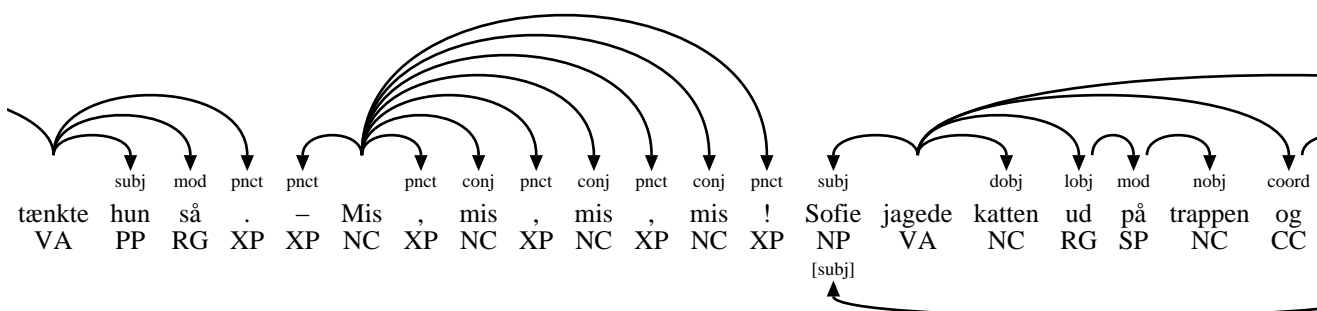 subj mod pnct pnct pnct conj pnct conj pnct conj pnct subj dobj lobj mod nobj coord
tænkte hun så . – Mis , mis , mis , mis ! Sofie jagede katten ud på trappen og
VA PP RG XP XP NC XP NC XP NC XP NC XP NP VA NC RG SP NC CC
[subj]